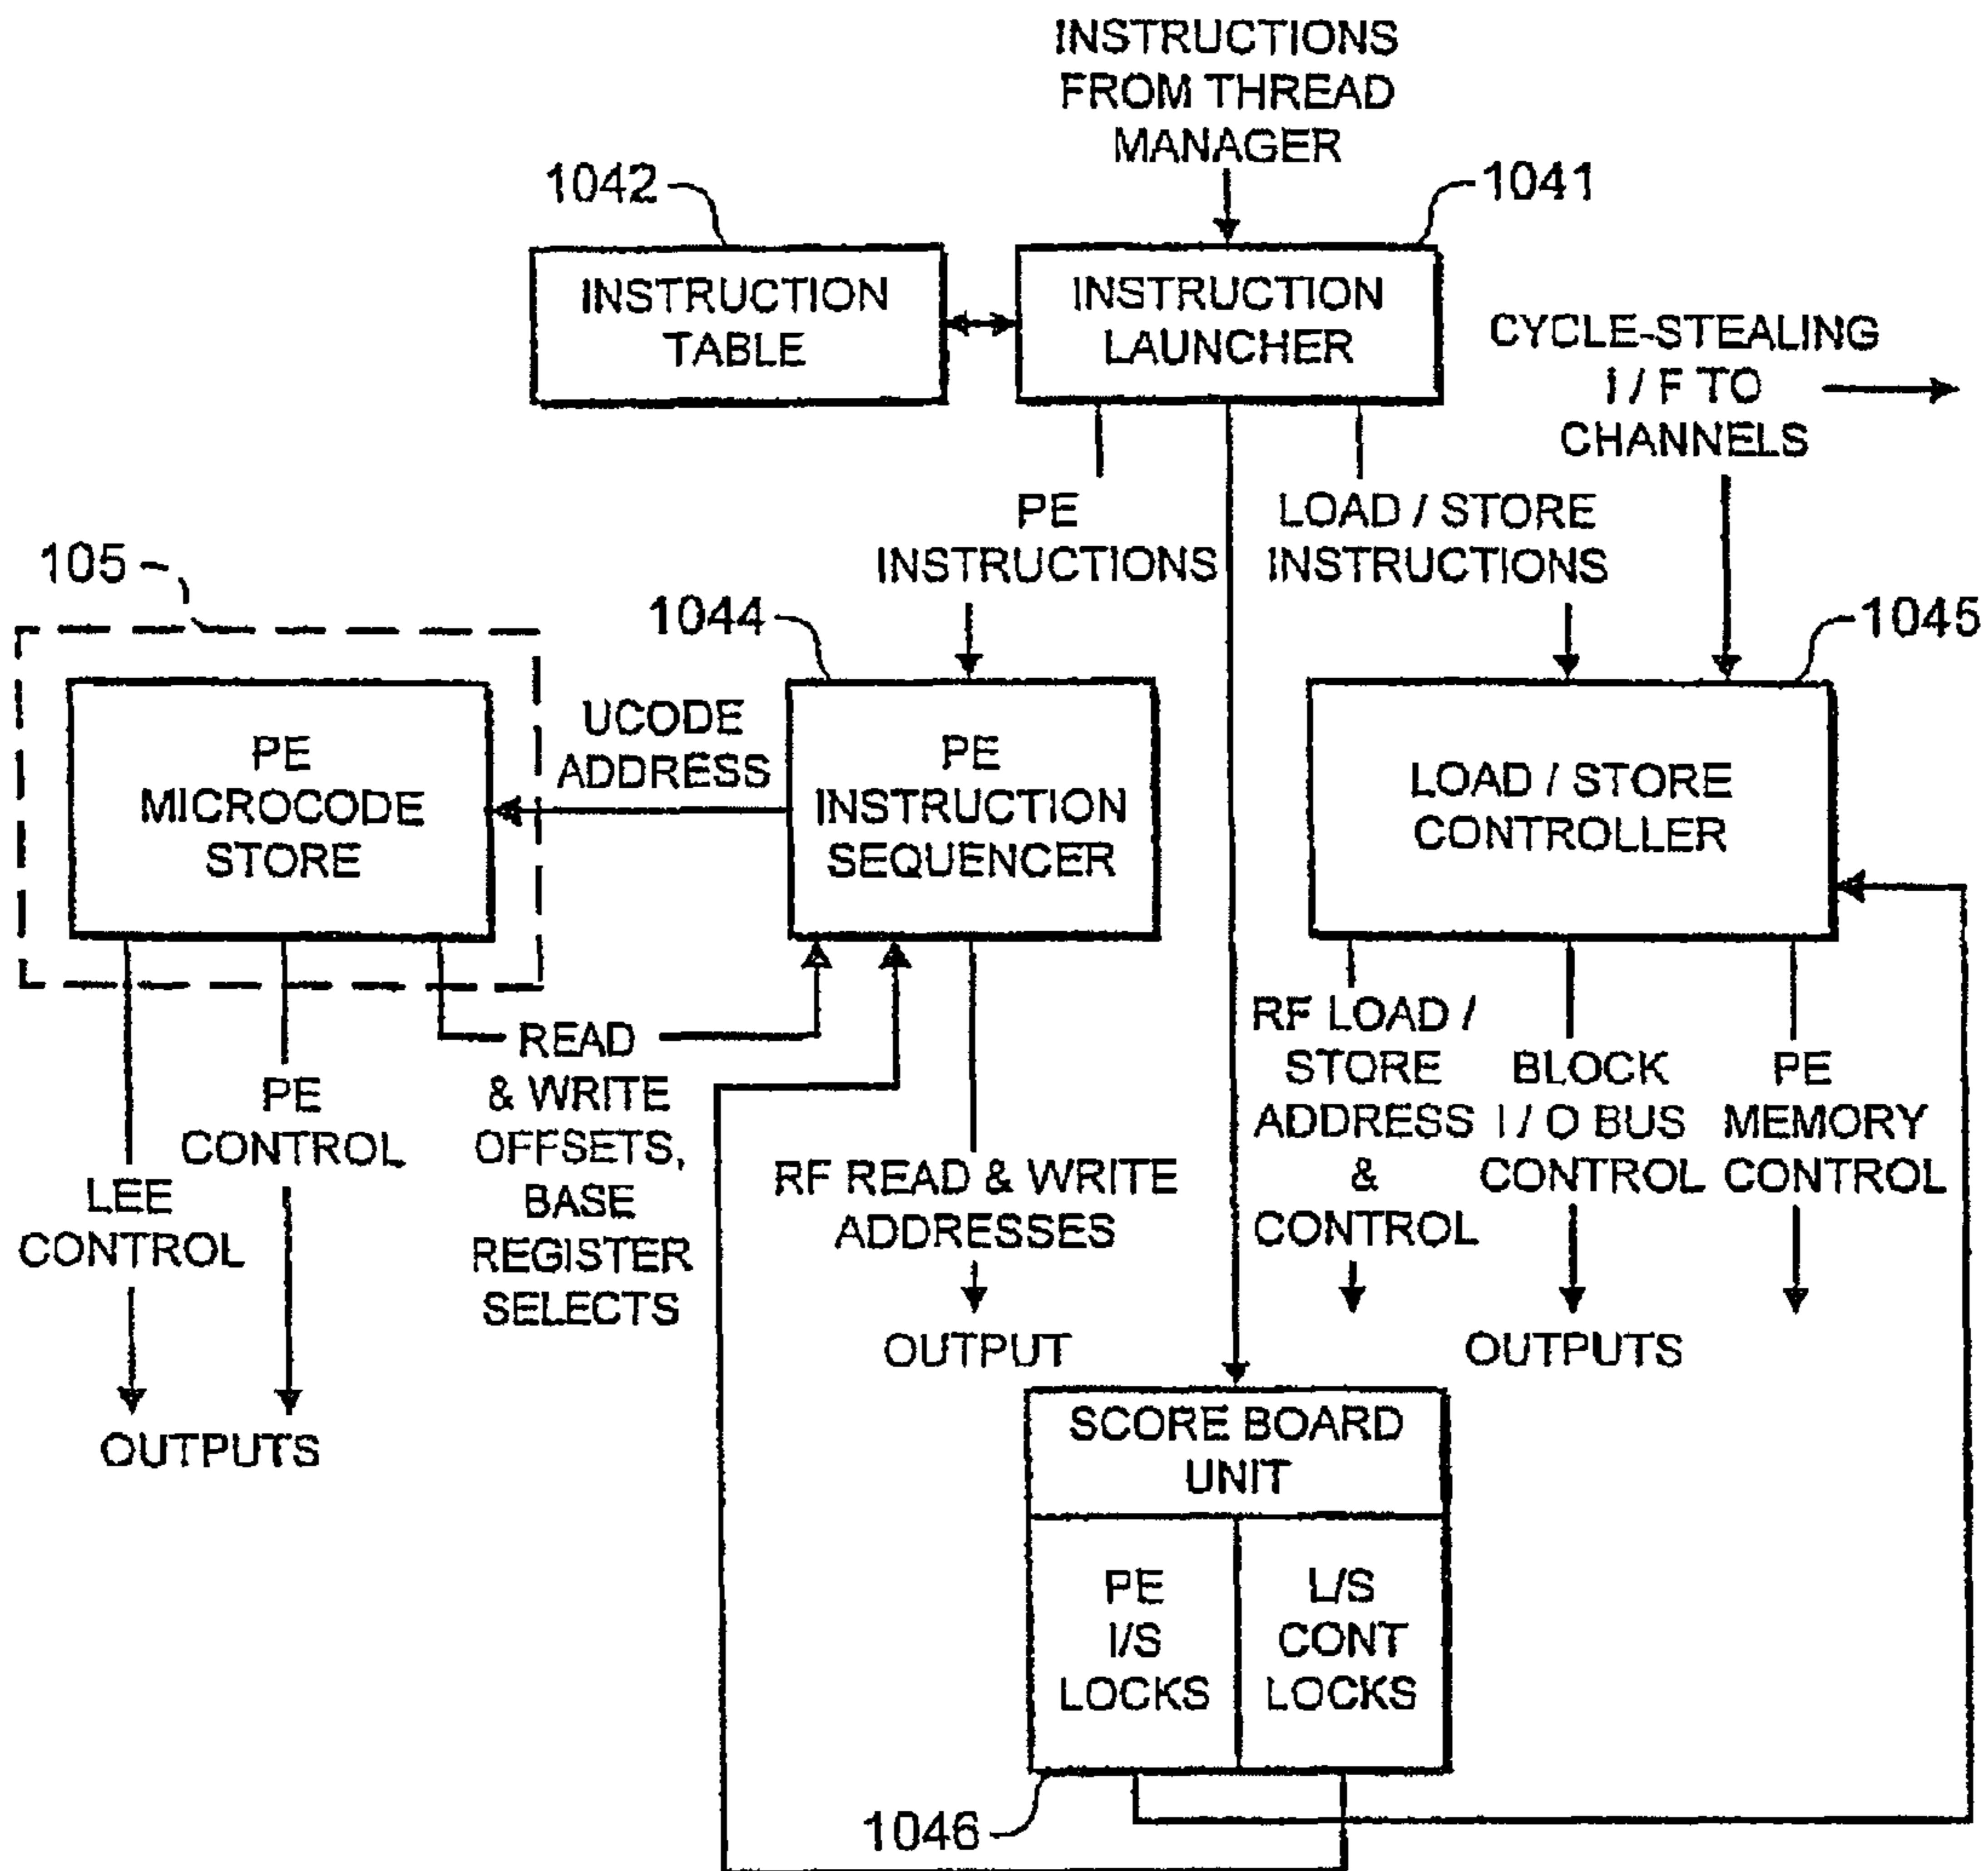 INSTRUCTIONS
FROM THREAD
MANAGER
1042
1041
INSTRUCTION
TABLE
INSTRUCTION
LAUNCHER
CYCLE-STEALING
I / F TO
CHANNELS
PE
INSTRUCTIONS
LOAD / STORE
INSTRUCTIONS
105
1044
1045
PE
MICROCODE
STORE
UCODE
ADDRESS
PE
INSTRUCTION
SEQUENCER
LOAD / STORE
CONTROLLER
LEE
CONTROL
PE
CONTROL
READ
& WRITE
OFFSETS,
BASE
REGISTER
SELECTS
RF READ & WRITE
ADDRESSES
RF LOAD /
STORE
ADDRESS
&
CONTROL
BLOCK
I / O BUS
CONTROL
PE
MEMORY
CONTROL
OUTPUTS
OUTPUT
OUTPUTS
SCORE BOARD
UNIT
PE
I/S
LOCKS
L/S
CONT
LOCKS
1046